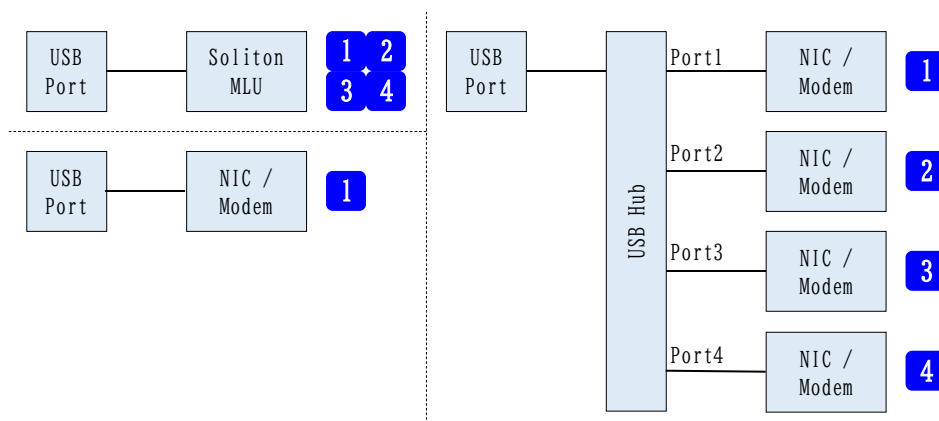 USB
Port
Soliton
MLU
1 2
3 4
USB
Port
NIC /
Modem
1
USB
Port
USB Hub
Port1
NIC /
Modem
1
Port2
NIC /
Modem
2
Port3
NIC /
Modem
3
Port4
NIC /
Modem
4